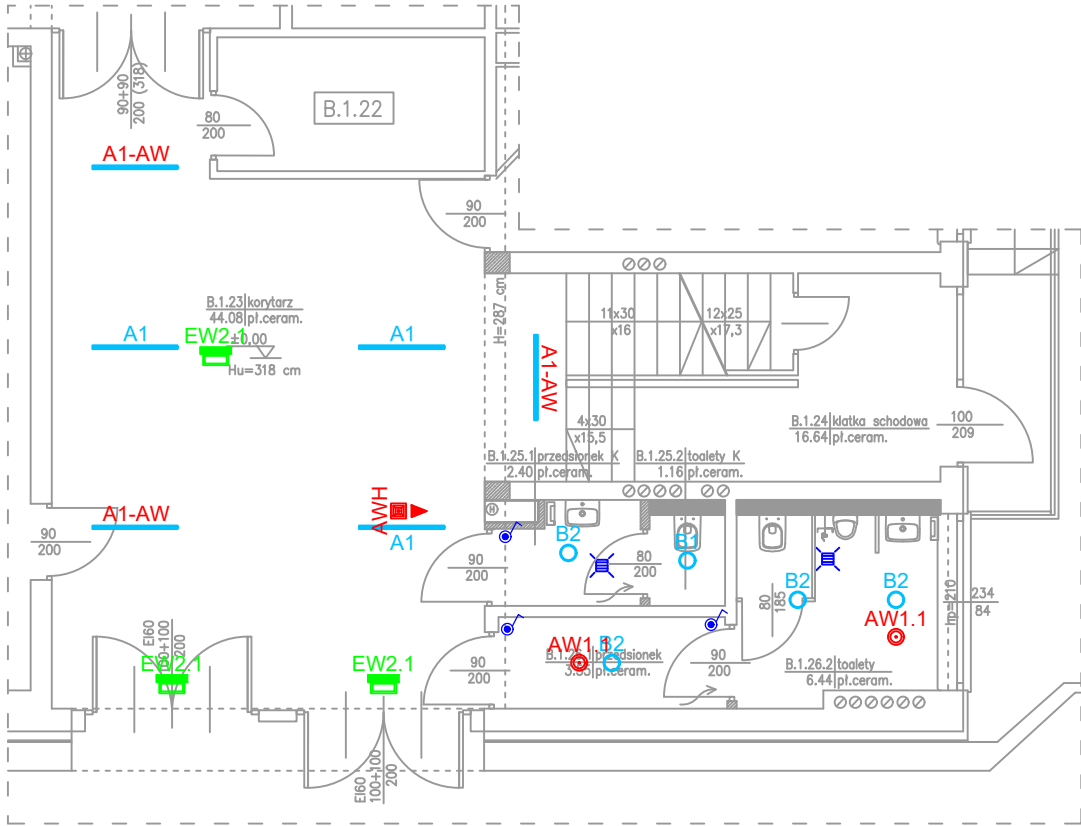 90+90
200 (318)
80
200
B.1.22
A1-AW
90
200
B.1.23 korytarz
44.08 pł.ceram.
±0,00
Hu=318 cm
A1
EW2.1
A1
H=287 cm
11x30
x16
12x25
x17,3
A1-AW
4x30
x15,5
B.1.24 klatka schodowa
16.64 pł.ceram.
100
209
B.1.25.1 przedsionek K
2.40 pł.ceram.
B.1.25.2 toalety K
1.16 pł.ceram.
A1-AW
AWH
A1
90
200
H
B2
B1
80
200
90
200
B2
80
185
B2
hp=210
234
84
AW1.1
EI60
200
EW2.1
EW2.1
90
200
AW1.1
B2
przedsionek
pł.ceram.
90
200
B.1.26.2 toalety
6.44 pł.ceram.
EI60
100+100
200